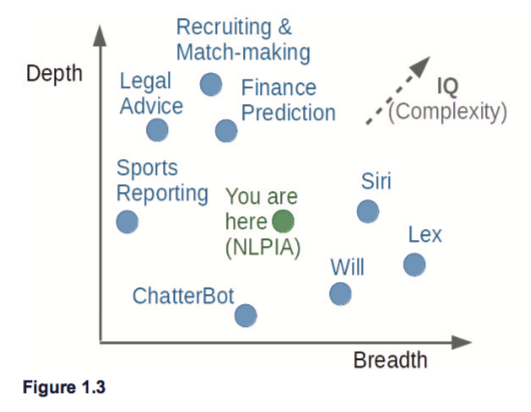 Recruiting &
Match-making
Depth
Legal
Advice
Finance
Prediction
IQ
(Complexity)
Sports
Reporting
You are
here
(NLPIA)
Siri
Lex
Will
ChatterBot
Breadth
Figure 1.3